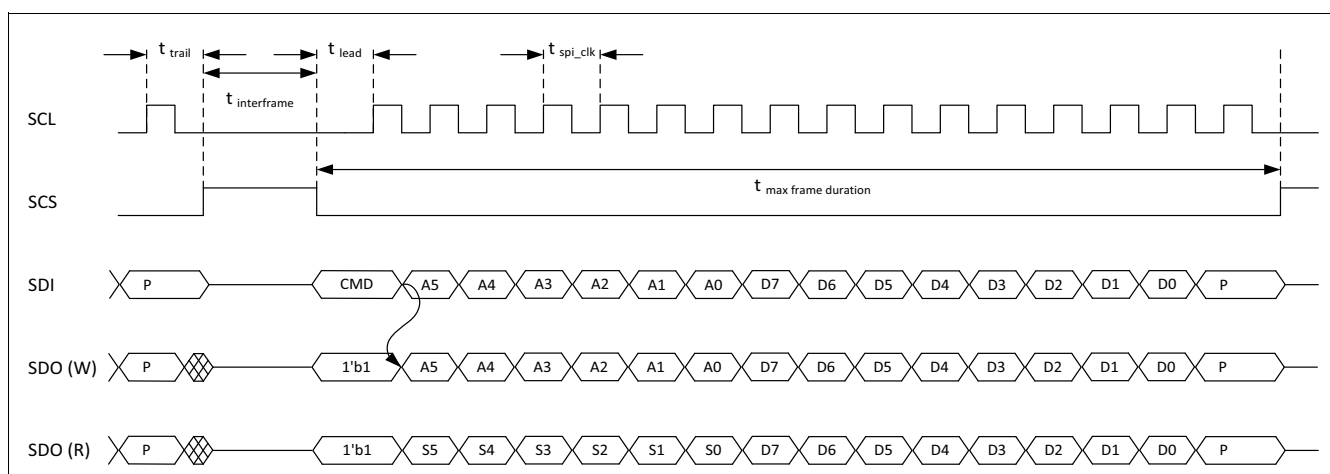 t trail t lead t spi_clk
t interframe
SCL
t max frame duration
SCS
SDI P CMD A5 A4 A3 A2 A1 A0 D7 D6 D5 D4 D3 D2 D1 D0 P
SDO (W) P 1'b1 A5 A4 A3 A2 A1 A0 D7 D6 D5 D4 D3 D2 D1 D0 P
SDO (R) P 1'b1 S5 S4 S3 S2 S1 S0 D7 D6 D5 D4 D3 D2 D1 D0 P